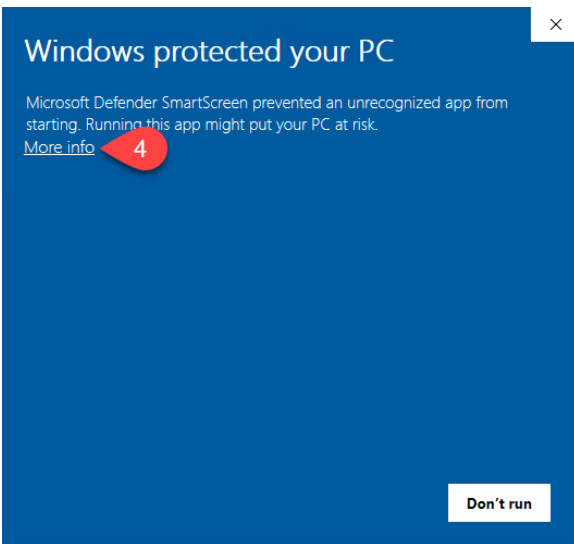 Windows protected your PC
Microsoft Defender SmartScreen prevented an unrecognized app from
starting. Running this app might put your PC at risk.
More info
4
Don't run